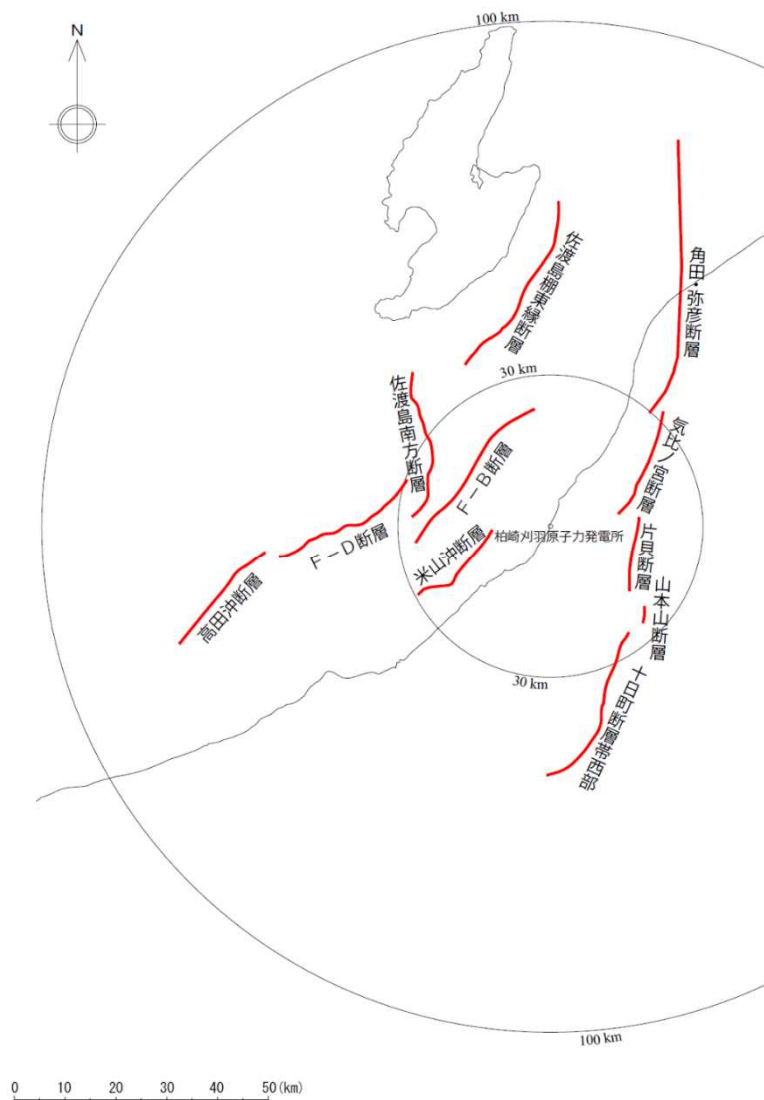 100 km
N
佐渡島棚東縁断層
角田・弥彦断層
30 km
佐渡島南方断層
F－B断層
気比ノ宮断層
柏崎刈羽原子力発電所
片貝断層
F－D断層
米山沖断層
高田沖断層
山本山断層
30 km
十日町断層帯西部
100 km
0 10 20 30 40 50 (km)